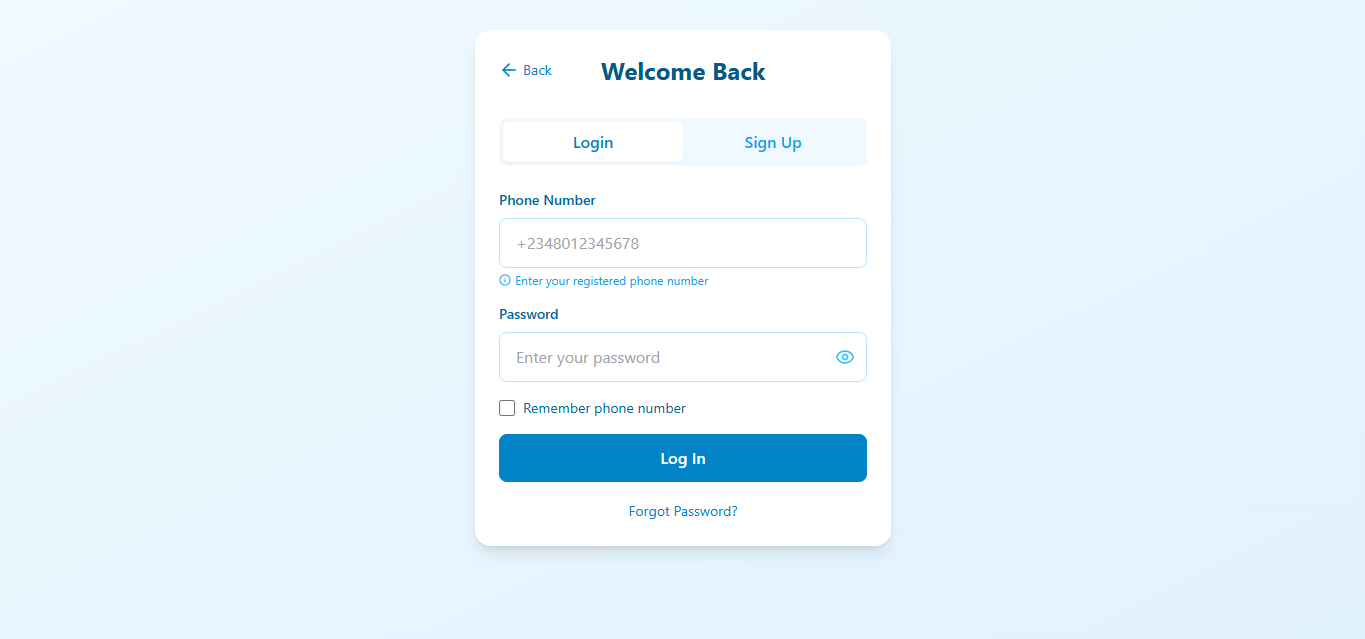 Back
Welcome Back
Login
Sign Up
Phone Number
+2348012345678
Enter your registered phone number
Password
Enter your password
Remember phone number
Log In
Forgot Password?